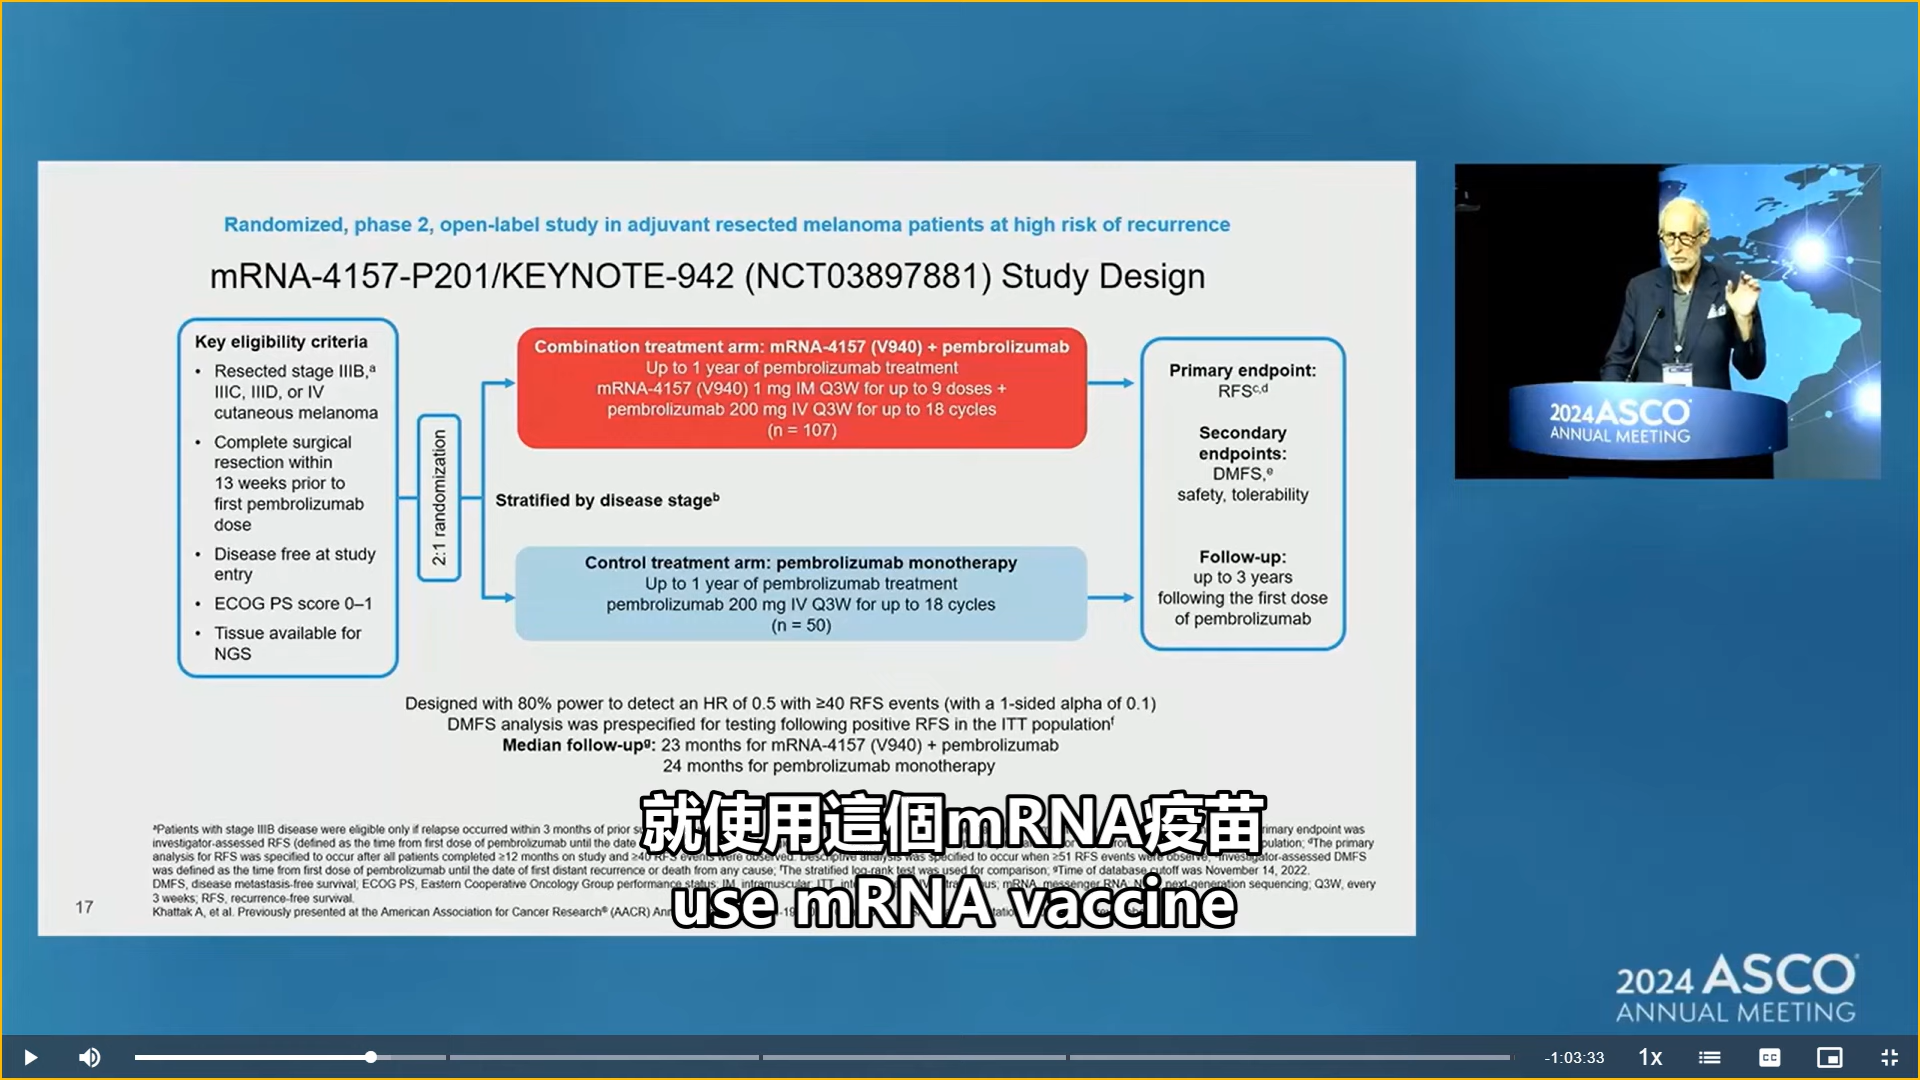 Randomized, phase 2, open-label study in adjuvant resected melanoma patients at high risk of recurrence
mRNA-4157-P201/KEYNOTE-942 (NCT03897881) Study Design
Key eligibility criteria
• Resected stage IIIB,ᵃ
IIIC, IIID, or IV
cutaneous melanoma
• Complete surgical
resection within
13 weeks prior to
first pembrolizumab
dose
• Disease free at study
entry
• ECOG PS score 0–1
• Tissue available for
NGS
2:1 randomization
Combination treatment arm: mRNA-4157 (V940) + pembrolizumab
Up to 1 year of pembrolizumab treatment
mRNA-4157 (V940) 1 mg IM Q3W for up to 9 doses +
pembrolizumab 200 mg IV Q3W for up to 18 cycles
(n = 107)
Stratified by disease stageᵇ
Control treatment arm: pembrolizumab monotherapy
Up to 1 year of pembrolizumab treatment
pembrolizumab 200 mg IV Q3W for up to 18 cycles
(n = 50)
Primary endpoint:
RFSᶜ,ᵈ
Secondary
endpoints:
DMFS,ᵉ
safety, tolerability
Follow-up:
up to 3 years
following the first dose
of pembrolizumab
Designed with 80% power to detect an HR of 0.5 with ≥40 RFS events (with a 1-sided alpha of 0.1)
DMFS analysis was prespecified for testing following positive RFS in the ITT populationᶠ
Median follow-upᵍ: 23 months for mRNA-4157 (V940) + pembrolizumab
24 months for pembrolizumab monotherapy
ᵃPatients with stage IIIB disease were eligible only if relapse occurred within 3 months of prior rimary endpoint was
investigator-assessed RFS (defined as the time from first dose of pembrolizumab until the date ᵈThe primary
analysis for RFS was specified to occur after all patients completed ≥12 months on study and ≥40 RFS events were observed. Descriptive analysis was specified to occur when ≥51 RFS events were Investigator-assessed DMFS
was defined as the time from first dose of pembrolizumab until the date of first distant recurrence or death from any cause; ᶠThe stratified log-rank test was used for comparison; ᵍTime of database cutoff was November 14, 2022.
DMFS, disease metastasis-free survival; ECOG PS, Eastern Cooperative Oncology Group performance status; IM, intramuscular; ITT, mRNA, messenger RNA; next-generation sequencing; Q3W, every
3 weeks; RFS, recurrence-free survival.
Khattak A, et al. Previously presented at the American Association for Cancer Research® (AACR)
17
就使用這個mRNA疫苗
use mRNA vaccine
2024 ASCO
ANNUAL MEETING
2024 ASCO
ANNUAL MEETING
-1:03:33
1x
CC